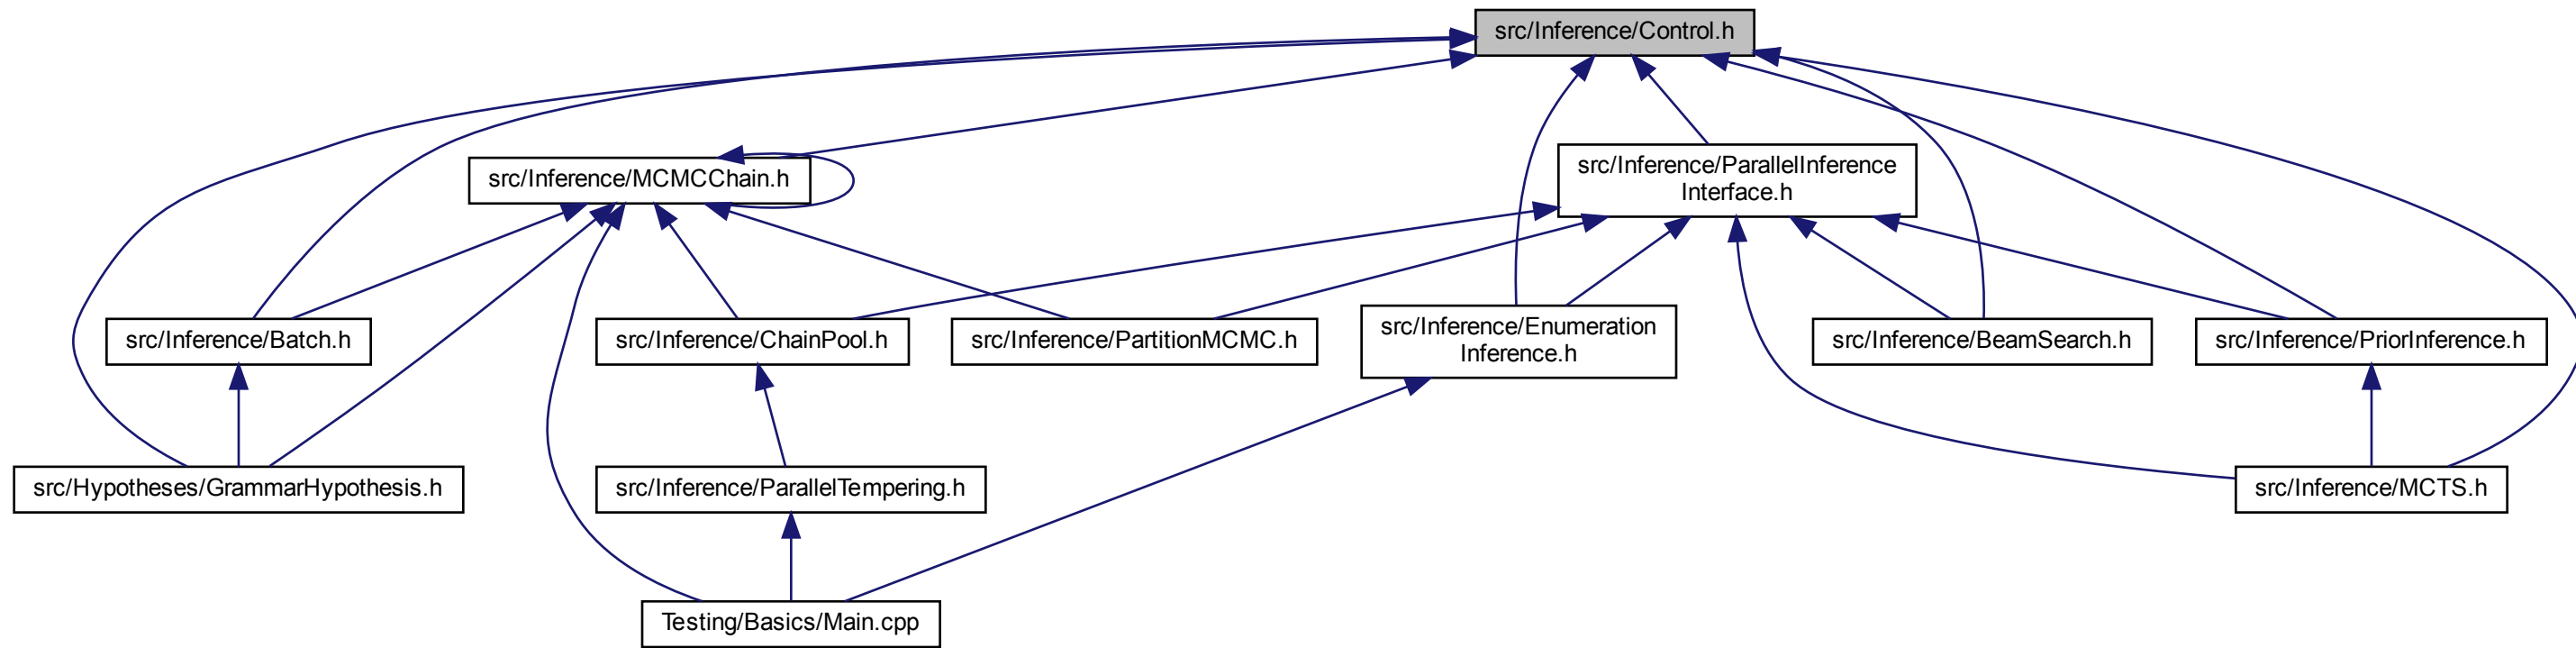 src/Inference/Control.h
src/Inference/MCMCChain.h
src/Inference/ParallelInference
Interface.h
src/Inference/Batch.h
src/Inference/ChainPool.h
src/Inference/PartitionMCMC.h
src/Inference/Enumeration
Inference.h
src/Inference/BeamSearch.h
src/Inference/PriorInference.h
src/Hypotheses/GrammarHypothesis.h
src/Inference/ParallelTempering.h
src/Inference/MCTS.h
Testing/Basics/Main.cpp